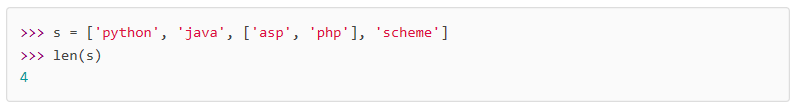 >>> s = ['python', 'java', ['asp', 'php'], 'scheme']
>>> len(s)
4